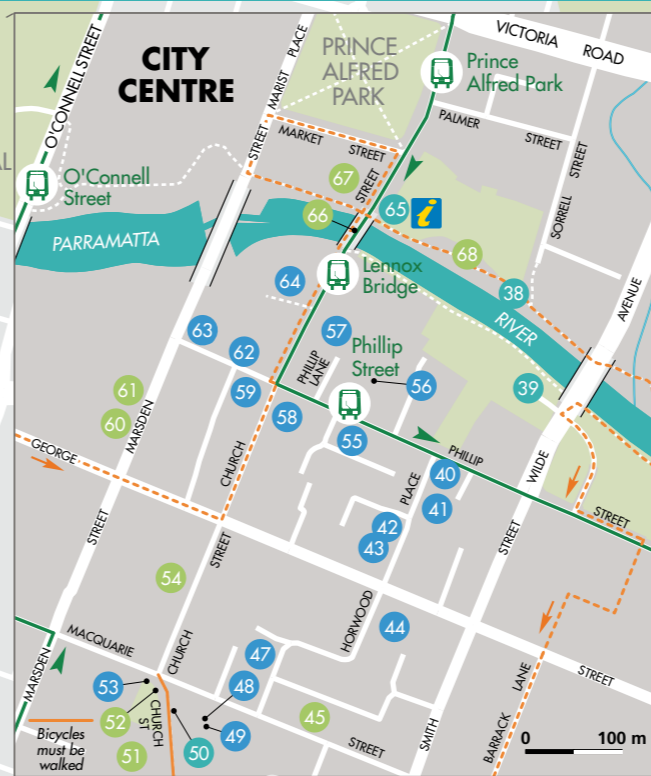 O'CONNELL STREET
CITY
CENTRE
MARIST PLACE
PRINCE
ALFRED
PARK
VICTORIA ROAD
Prince
Alfred Park
PALMER STREET
MARKET STREET
STREET
STREET
SORRELL STREET
AL
O'Connell
Street
67
66
65
i
PARRAMATTA
RIVER
68
38
AVENUE
Lennox
Bridge
64
63
62
57
PHILLIP
LANE
Phillip
Street
56
39
61
60
59
58
55
MARSDEN
CHURCH
GEORGE
PHILLIP
STREET
WILDE
40
41
PLACE
42
43
STREET
STREET
STREET
54
HORWOOD
44
STREET
MACQUARIE
CHURCH
MARSDEN
47
48
49
53
52
51
50
CHURCH
ST
45
STREET
SMITH
BARRACK LANE
Bicycles
must be
walked
0 100 m